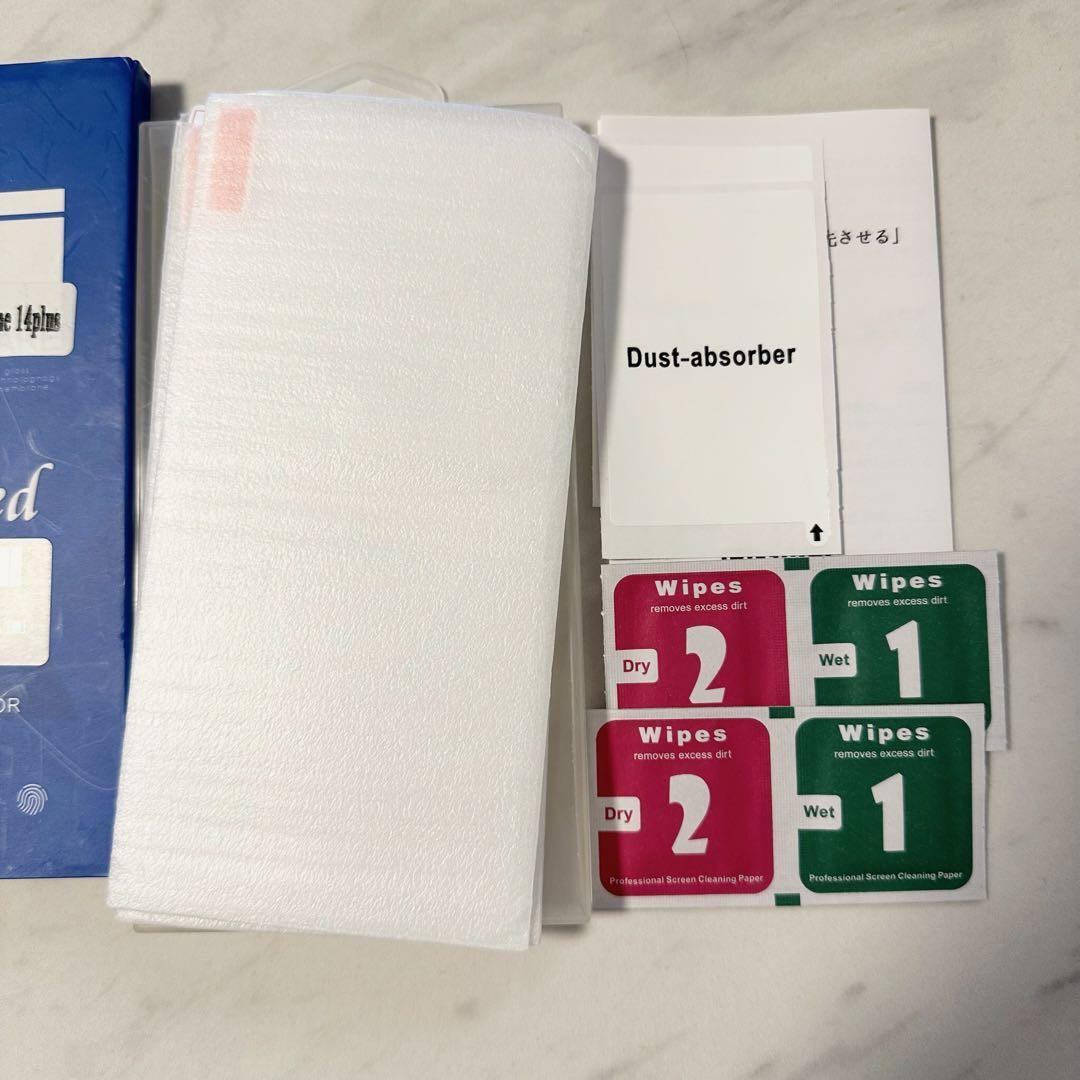 14plus
glass
membrane
ed
OR
させる」
Dust-absorber
Wipes
removes excess dirt
Dry
2
Wipes
removes excess dirt
Wet
1
Wipes
removes excess dirt
Dry
2
Professional Screen Cleaning Paper
Wipes
removes excess dirt
Wet
1
Professional Screen Cleaning Paper